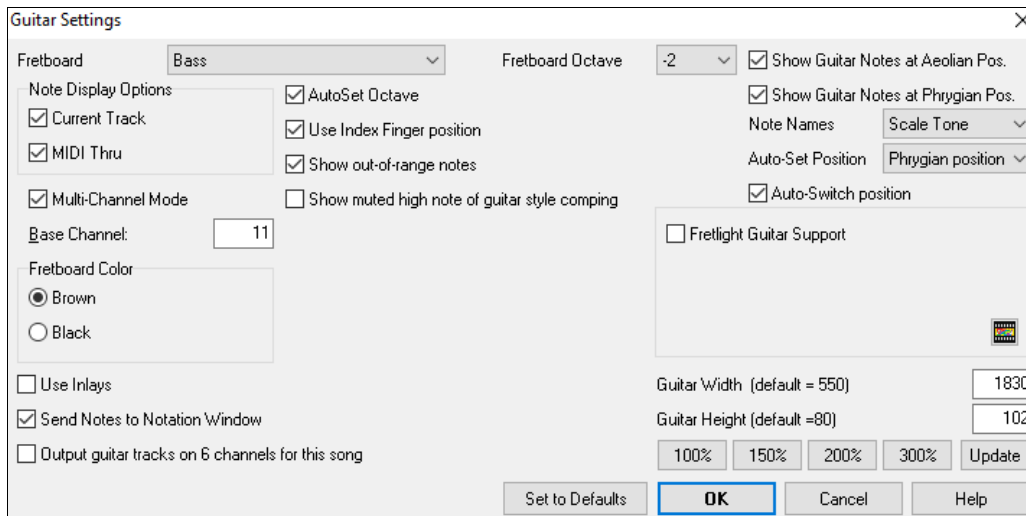 Guitar Settings
Fretboard Bass Fretboard Octave -2 Show Guitar Notes at Aeolian Pos.
Note Display Options AutoSet Octave Show Guitar Notes at Phrygian Pos.
Current Track Use Index Finger position Note Names Scale Tone
MIDI Thru Show out-of-range notes Auto-Set Position Phrygian position
Multi-Channel Mode Show muted high note of guitar style comping Auto-Switch position
Base Channel: 11 Fretlight Guitar Support
Fretboard Color
Brown
Black
Use Inlays Guitar Width (default = 550) 1830
Send Notes to Notation Window Guitar Height (default =80) 102
Output guitar tracks on 6 channels for this song 100% 150% 200% 300% Update
Set to Defaults OK Cancel Help